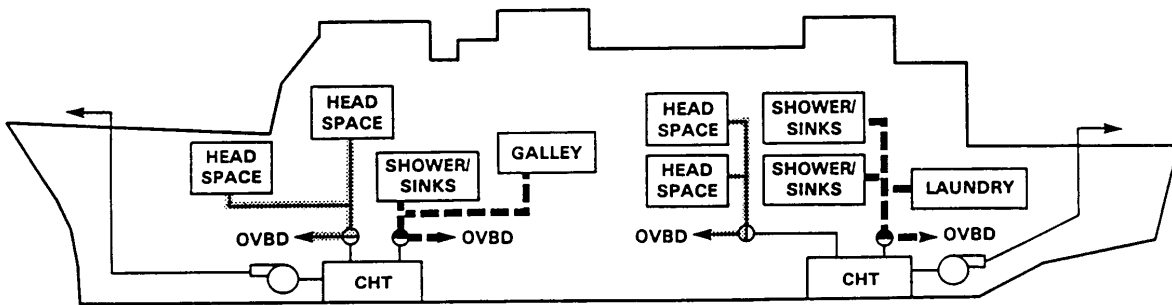 HEAD
SPACE
HEAD
SPACE
SHOWER/
SINKS
GALLEY
OVBD
OVBD
CHT
HEAD
SPACE
SHOWER/
SINKS
HEAD
SPACE
SHOWER/
SINKS
LAUNDRY
OVBD
OVBD
CHT